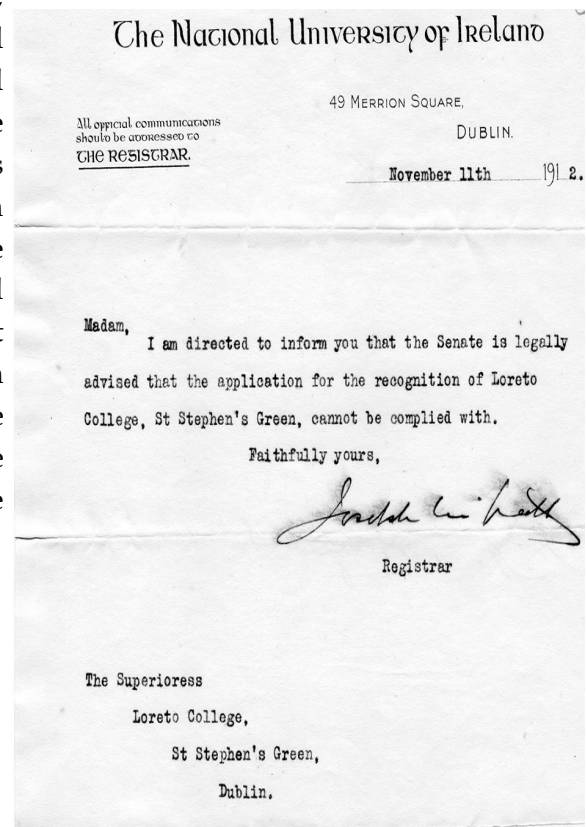 The National University of Ireland
49 Merrion Square,
Dublin.
All official communications
should be addressed to
The Registrar.
November 11th 1912.
Madam,
I am directed to inform you that the Senate is legally
advised that the application for the recognition of Loreto
College, St Stephen's Green, cannot be complied with.
Faithfully yours,
Joseph
Registrar
The Superioress
Loreto College,
St Stephen's Green,
Dublin.